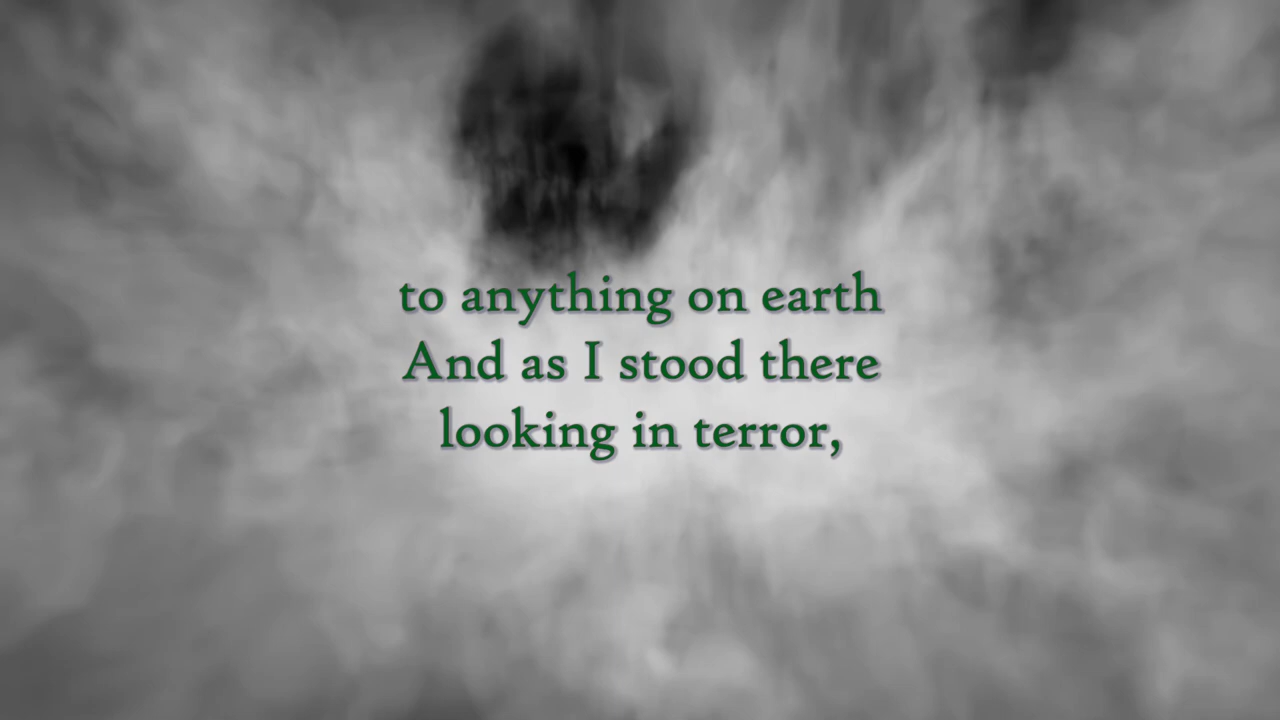 to anything on earth
And as I stood there
looking in terror,